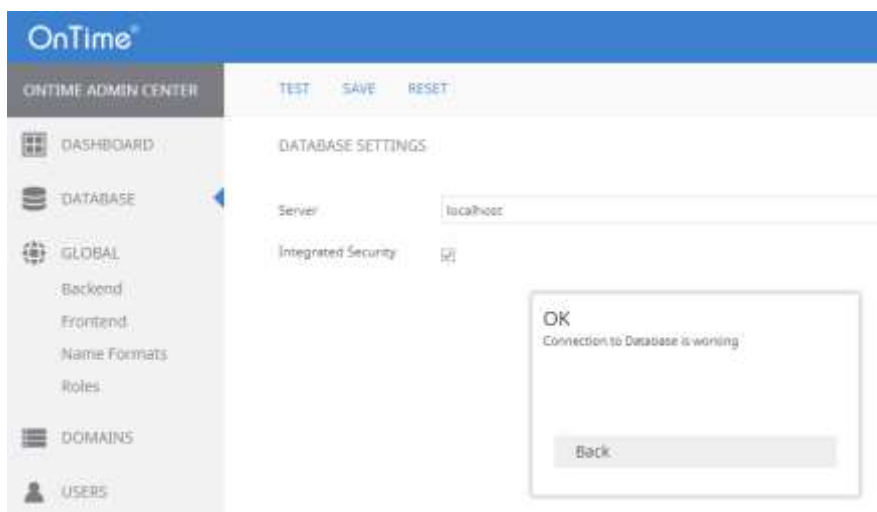 OnTime®
ONTIME ADMIN CENTER
TEST SAVE RESET
DASHBOARD
DATABASE SETTINGS
DATABASE
Server localhost
Integrated Security
GLOBAL
Backend
Frontend
Name Formats
Roles
OK
Connection to Database is working
Back
DOMAINS
USERS